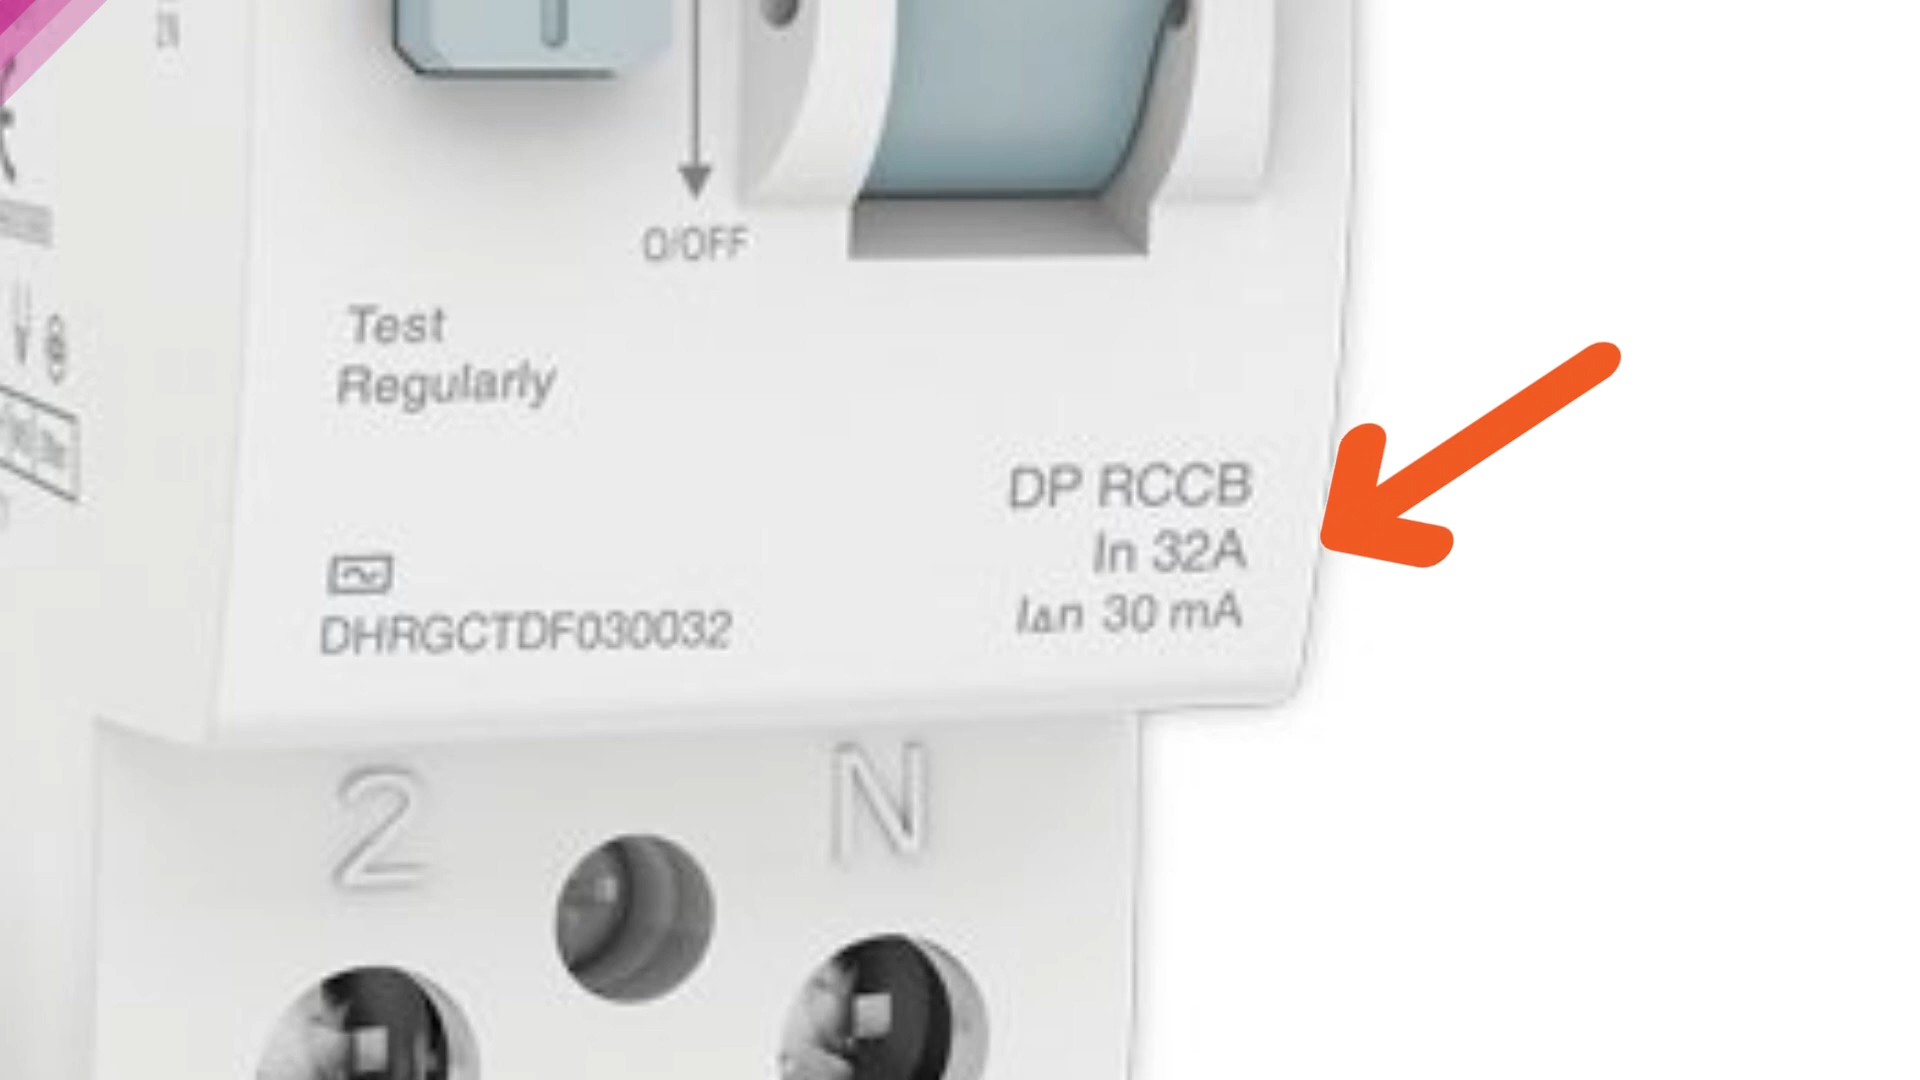 O/OFF
Test
Regularly
DP RCCB
In 32A
IΔn 30 mA
DHRGCTDF030032
2 N